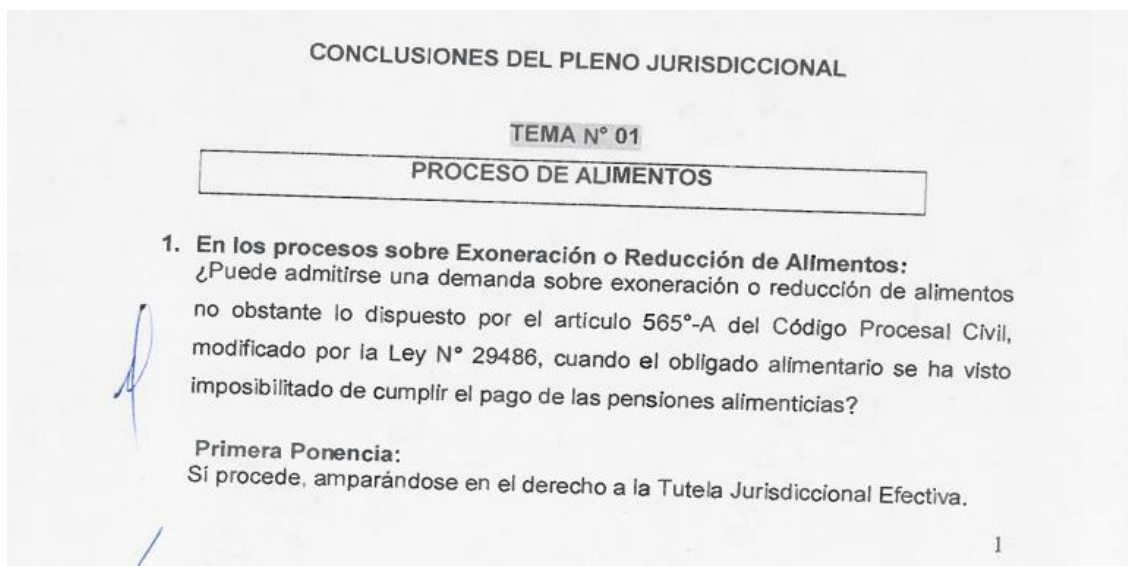 CONCLUSIONES DEL PLENO JURISDICCIONAL
TEMA N° 01
PROCESO DE ALIMENTOS
1. En los procesos sobre Exoneración o Reducción de Alimentos:
¿Puede admitirse una demanda sobre exoneración o reducción de alimentos
no obstante lo dispuesto por el artículo 565°-A del Código Procesal Civil,
modificado por la Ley N° 29486, cuando el obligado alimentario se ha visto
imposibilitado de cumplir el pago de las pensiones alimenticias?
Primera Ponencia:
Sí procede, amparándose en el derecho a la Tutela Jurisdiccional Efectiva.
1